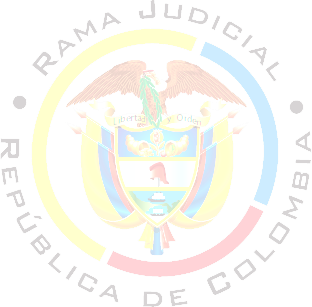 RAMA JUDICIAL
Libertad y Orden
REPÚBLICA DE COLOMBIA